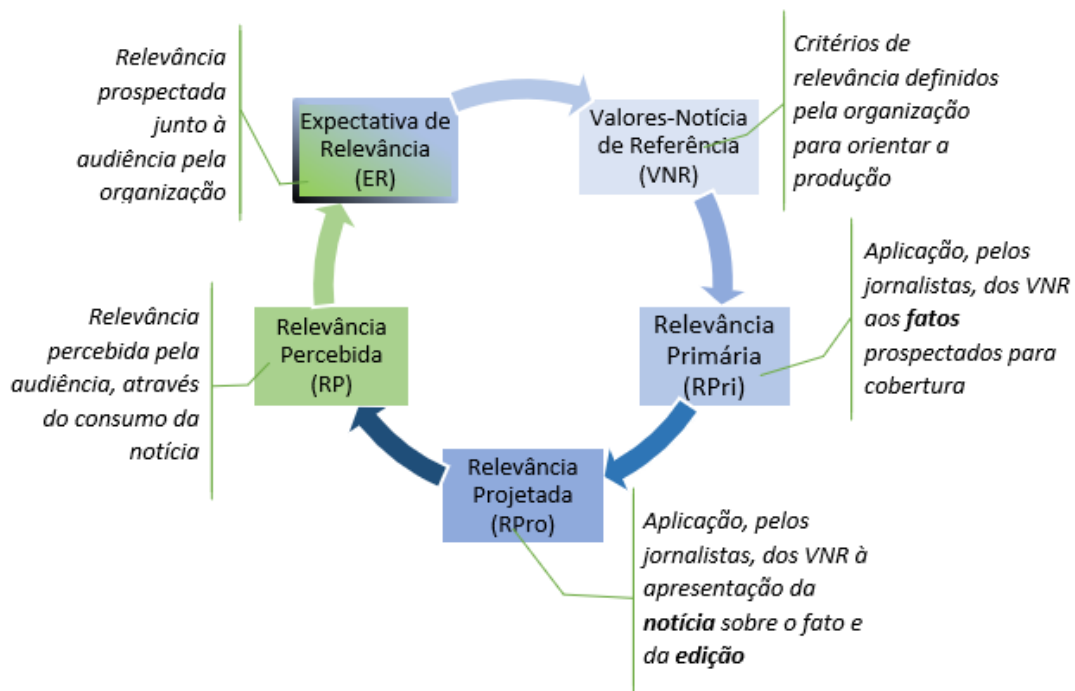 Relevância
prospectada
junto à
audiência pela
organização
Expectativa de
Relevância
(ER)
Valores-Notícia
de Referência
(VNR)
Critérios de
relevância definidos
pela organização
para orientar a
produção
Aplicação, pelos
jornalistas, dos VNR
aos fatos
prospectados para
cobertura
Relevância
Primária
(RPri)
Relevância
Percebida
(RP)
Relevância
percebida pela
audiência, através
do consumo da
notícia
Relevância
Projetada
(RPro)
Aplicação, pelos
jornalistas, dos VNR à
apresentação da
notícia sobre o fato e
da edição